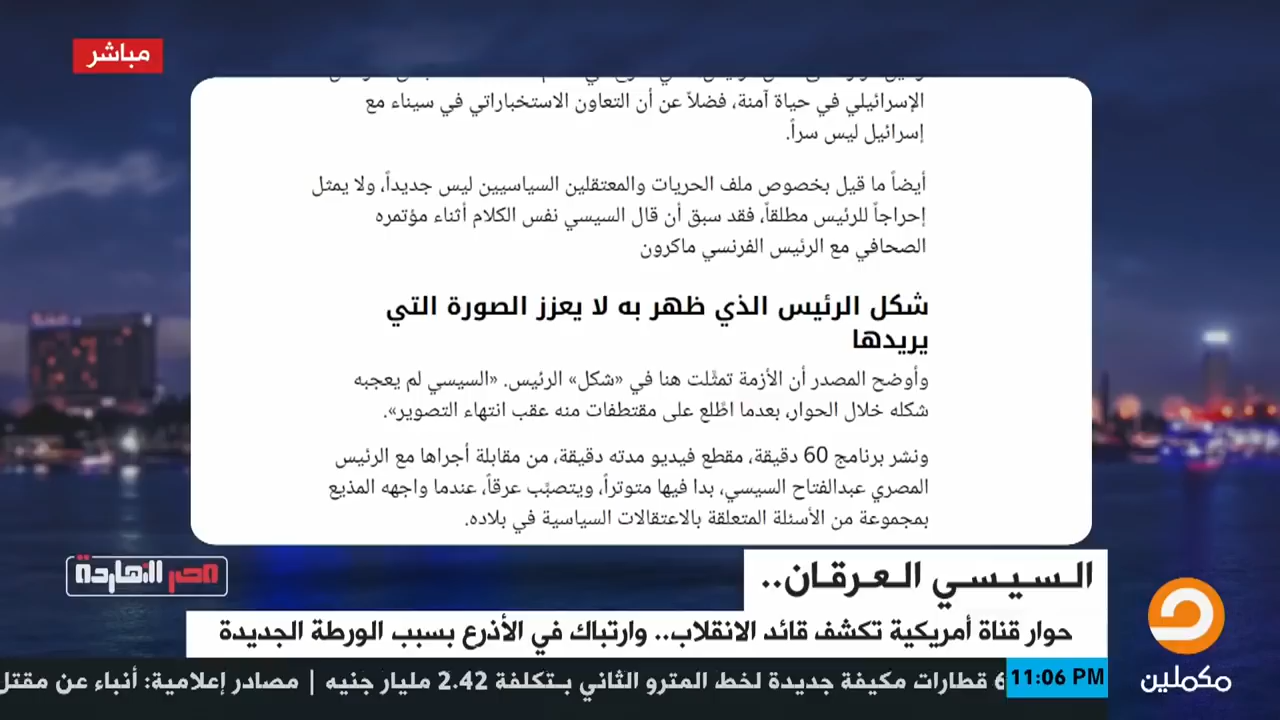 مباشر
الإسرائيلي في حياة آمنة، فضلاً عن أن التعاون الاستخباراتي في سيناء مع
إسرائيل ليس سراً.
أيضاً ما قيل بخصوص ملف الحريات والمعتقلين السياسيين ليس جديداً، ولا يمثل
إحراجاً للرئيس مطلقاً، فقد سبق أن قال السيسي نفس الكلام أثناء مؤتمره
الصحافي مع الرئيس الفرنسي ماكرون
شكل الرئيس الذي ظهر به لا يعزز الصورة التي
يريدها
وأوضح المصدر أن الأزمة تمثَّلت هنا في «شكل» الرئيس. «السيسي لم يعجبه
شكله خلال الحوار، بعدما اطَّلع على مقتطفات منه عقب انتهاء التصوير».
ونشر برنامج 60 دقيقة، مقطع فيديو مدته دقيقة، من مقابلة أجراها مع الرئيس
المصري عبدالفتاح السيسي، بدا فيها متوتراً، ويتصبَّب عرقاً، عندما واجهه المذيع
بمجموعة من الأسئلة المتعلقة بالاعتقالات السياسية في بلاده.
مصر النهاردة
السيسي العرقان..
حوار قناة أمريكية تكشف قائد الانقلاب.. وارتباك في الأذرع بسبب الورطة الجديدة
11:06 PM
6 قطارات مكيفة جديدة لخط المترو الثاني بـتكلفة 2.42 مليار جنيه | مصادر إعلامية: أنباء عن مقتل
مكملين